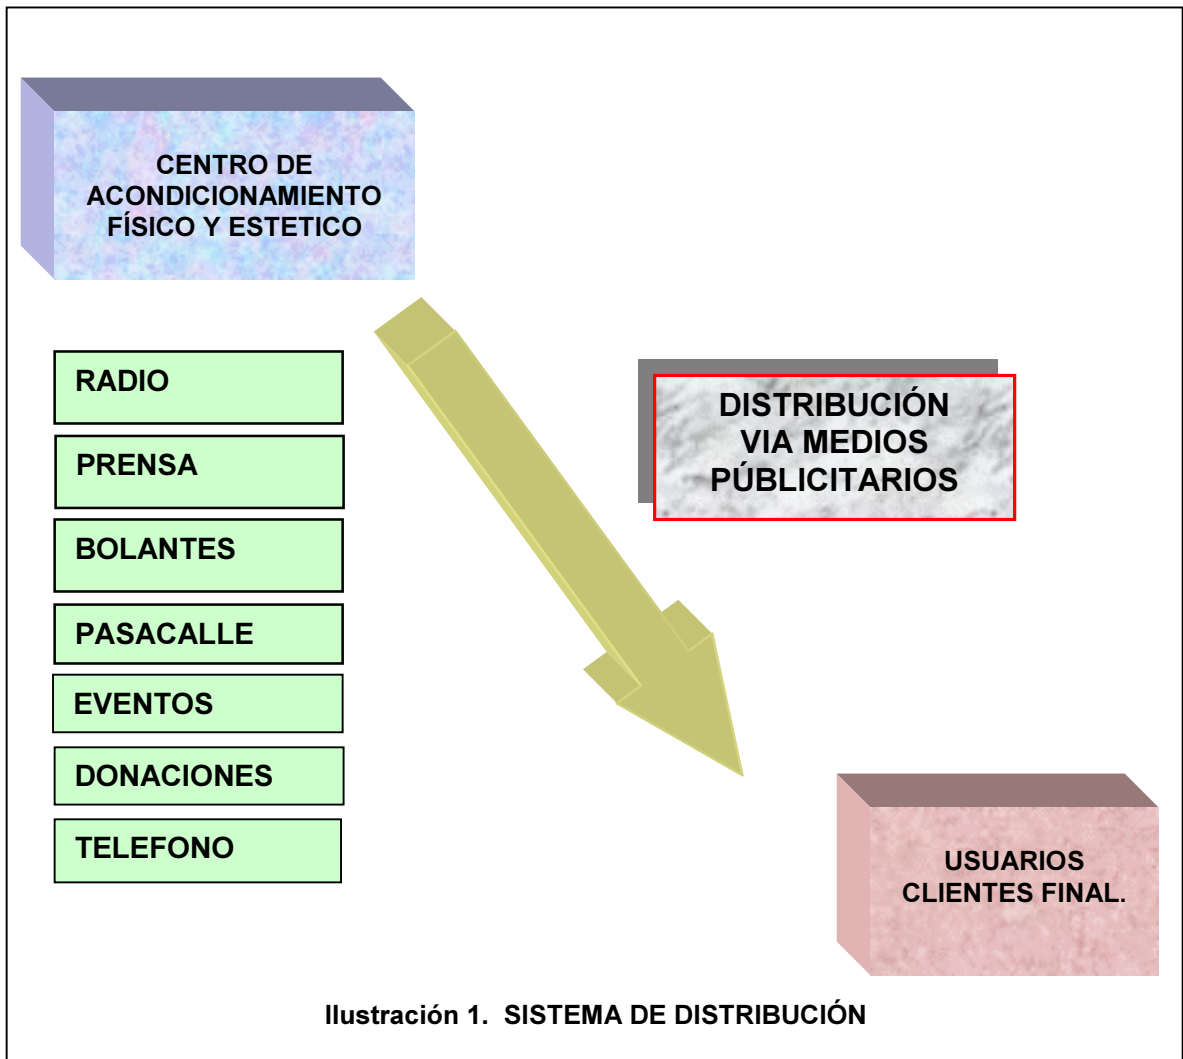 CENTRO DE
ACONDICIONAMIENTO
FÍSICO Y ESTETICO
RADIO
PRENSA
BOLANTES
PASACALLE
EVENTOS
DONACIONES
TELEFONO
DISTRIBUCIÓN
VIA MEDIOS
PÚBLICITARIOS
USUARIOS
CLIENTES FINAL.
Ilustración 1. SISTEMA DE DISTRIBUCIÓN